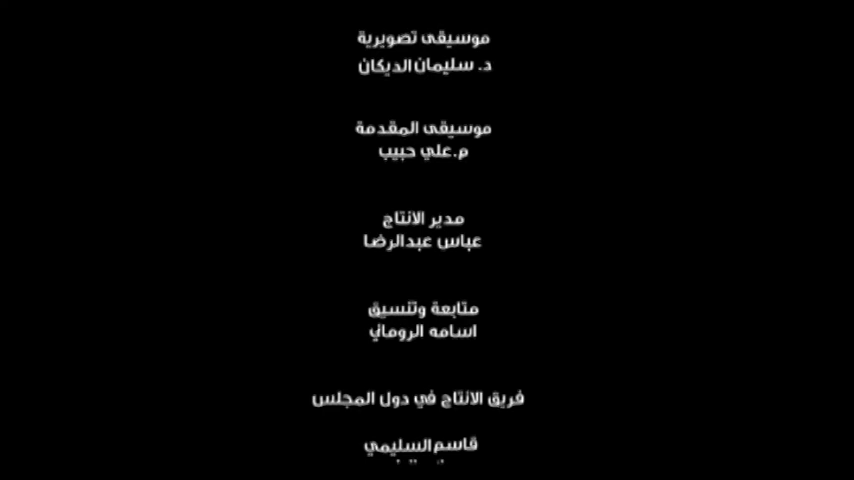 موسيقى تصويرية
د. سليمان الديكان
موسيقى المقدمة
م.علي حبيب
مدير الانتاج
عباس عبدالرضا
متابعة وتنسيق
اسامه الروماني
فريق الانتاج في دول المجلس
قاسم السليمي